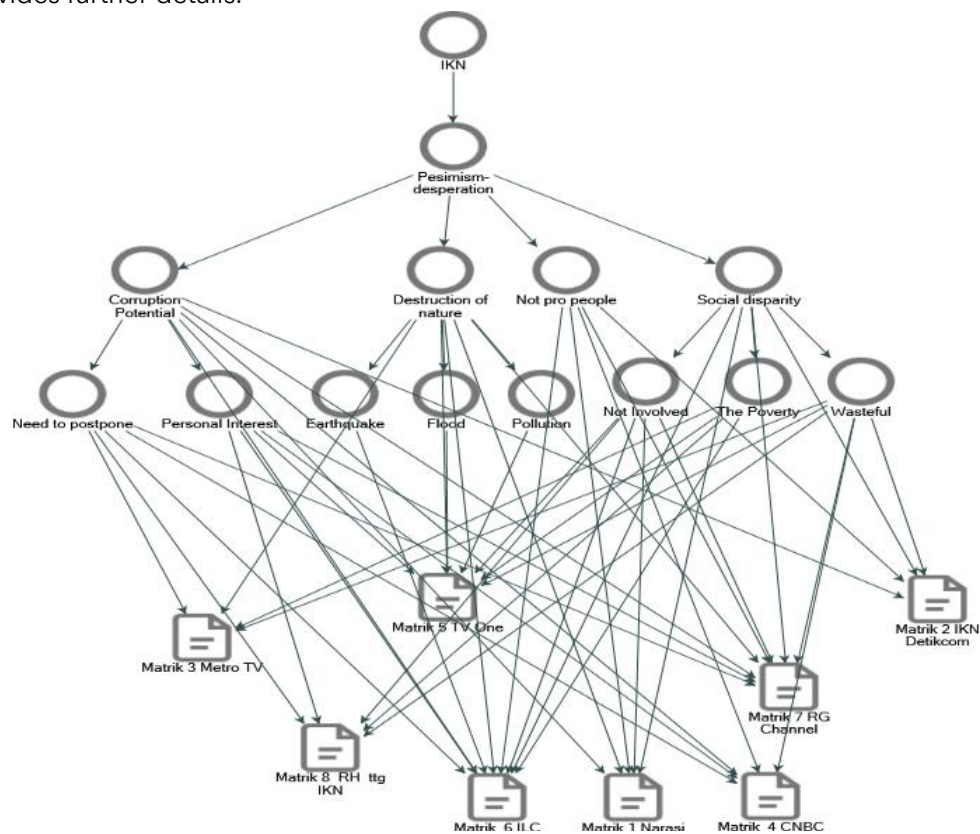 vides further details.
IKN
Pesimism-
desperation
Corruption
Potential
Destruction of
nature
Not pro people
Social disparity
Need to postpone
Personal Interest
Earthquake
Flood
Pollution
Not Involved
The Poverty
Wasteful
Matrik 5 TV One
Matrik 2 IKN
Detikcom
Matrik 3 Metro TV
Matrik 7 RG
Channel
Matrik 8 RH ttg
IKN
Matrik 6 ILC
Matrik 1 Narasi
Matrik 4 CNBC